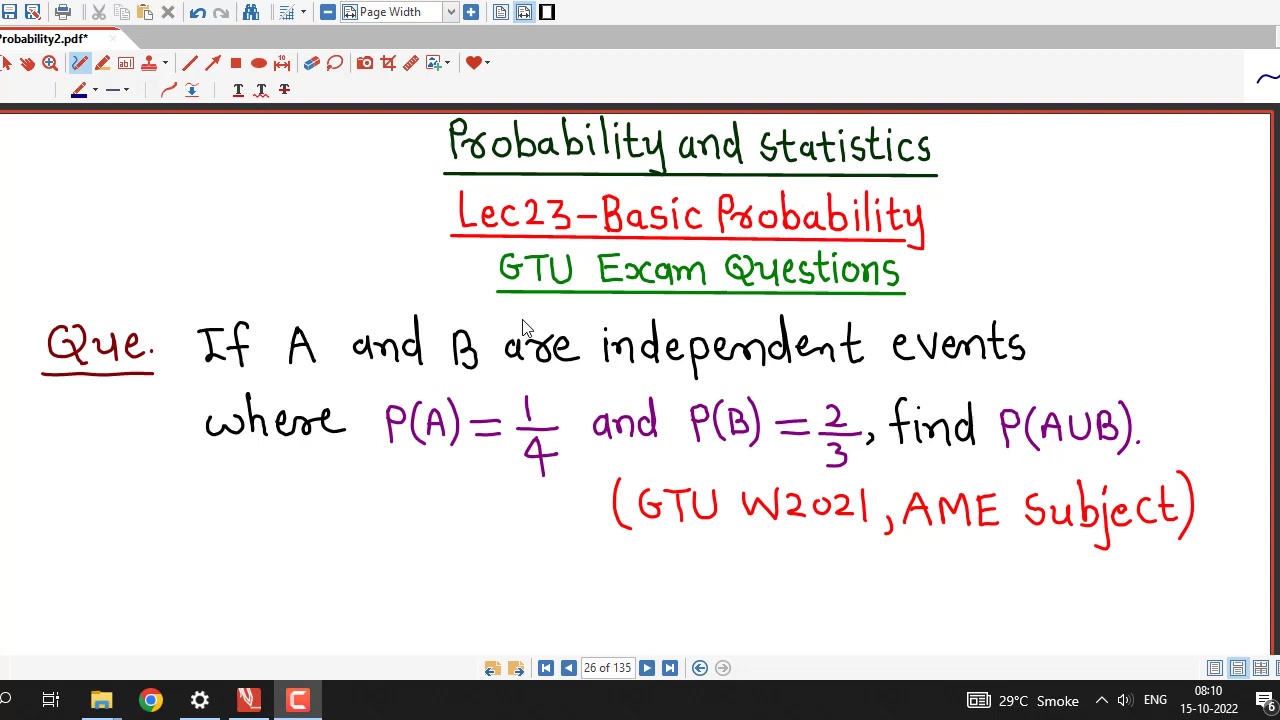 Page Width
Probability2.pdf*
Probability and statistics
Lec23-Basic Probability
GTU Exam Questions
Que. If A and B are independent events
where P(A) = 1/4 and P(B) = 2/3, find P(AUB).
(GTU W2021, AME Subject)
26 of 135
29°C Smoke ENG 08:10
15-10-2022 6